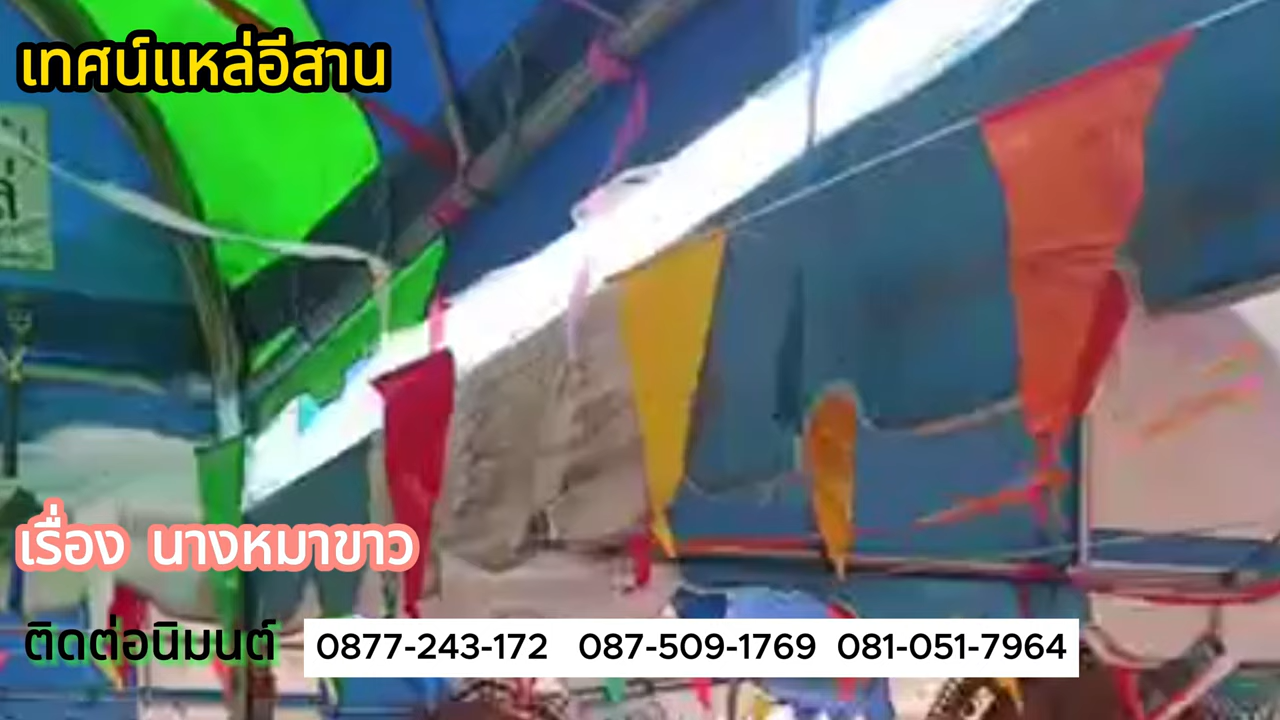 เทศน์แหล่อีสาน
เรื่อง นางหมาขาว
ติดต่อนิมนต์ 0877-243-172 087-509-1769 081-051-7964